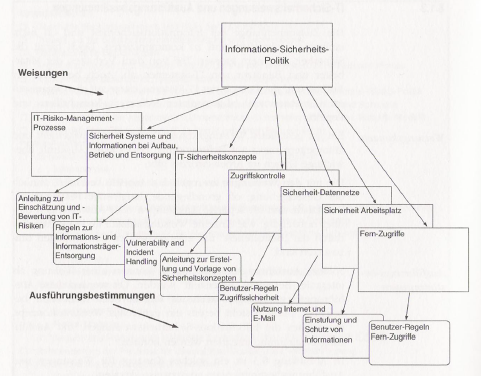 Informations-Sicherheits-
Politik
Weisungen
IT-Risiko-Management-
Prozesse
Sicherheit Systeme und
Informationen bei Aufbau,
Betrieb und Entsorgung
IT-Sicherheitskonzepte
Zugriffskontrolle
Sicherheit-Datennetze
Sicherheit Arbeitsplatz
Fern-Zugriffe
Anleitung zur
Einschätzung und -
Bewertung von IT-
Risiken
Regeln zur
Informations- und
Informationsträger-
Entsorgung
Vulnerability and
Incident
Handling
Anleitung zur Erstel-
lung und Vorlage von
Sicherheitskonzepten
Benutzer-Regeln
Zugriffssicherheit
Nutzung Internet und
E-Mail
Einstufung und
Schutz von
Informationen
Benutzer-Regeln
Fern-Zugriffe
Ausführungsbestimmungen